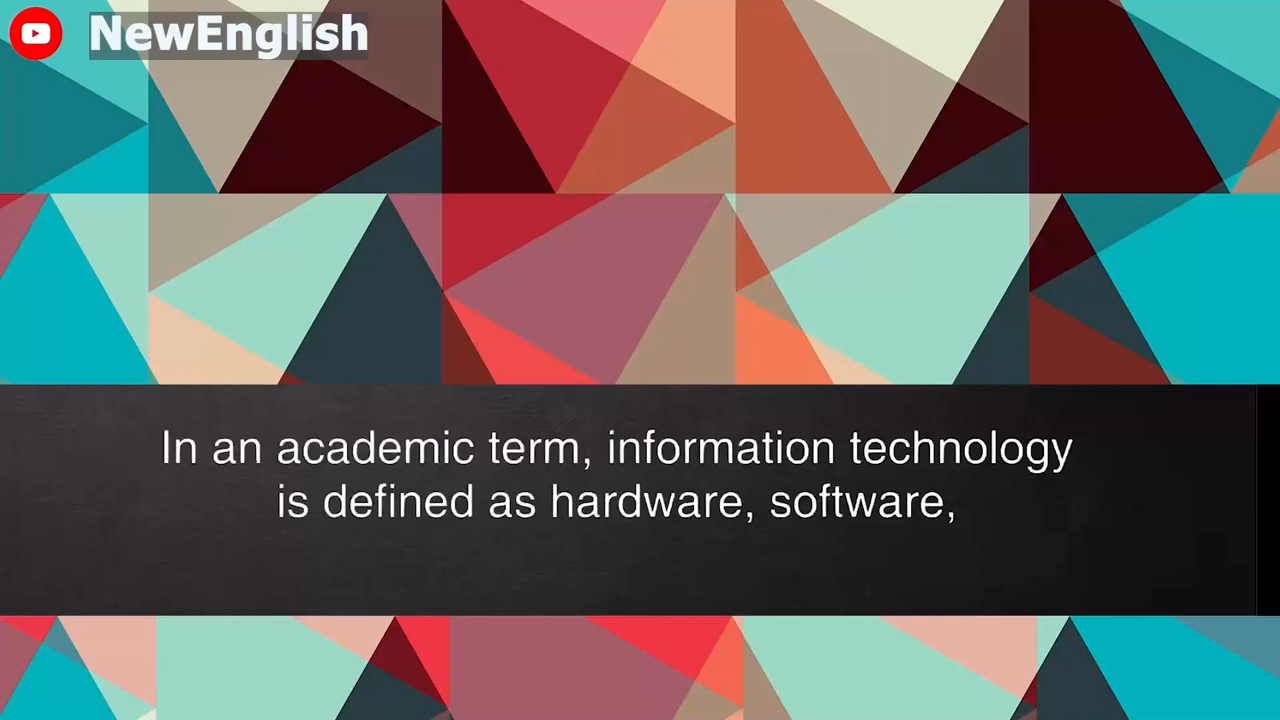 NewEnglish
In an academic term, information technology
is defined as hardware, software,